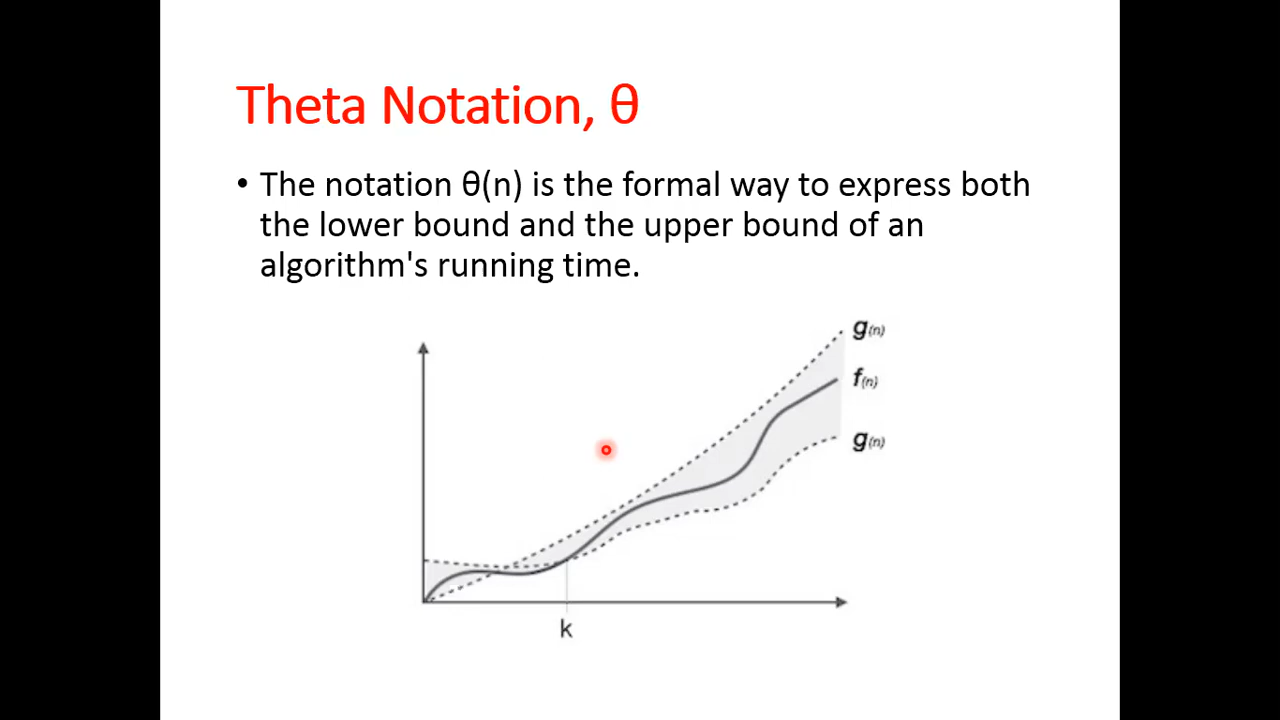 Theta Notation, θ
• The notation θ(n) is the formal way to express both
the lower bound and the upper bound of an
algorithm's running time.
g(n)
f(n)
g(n)
k